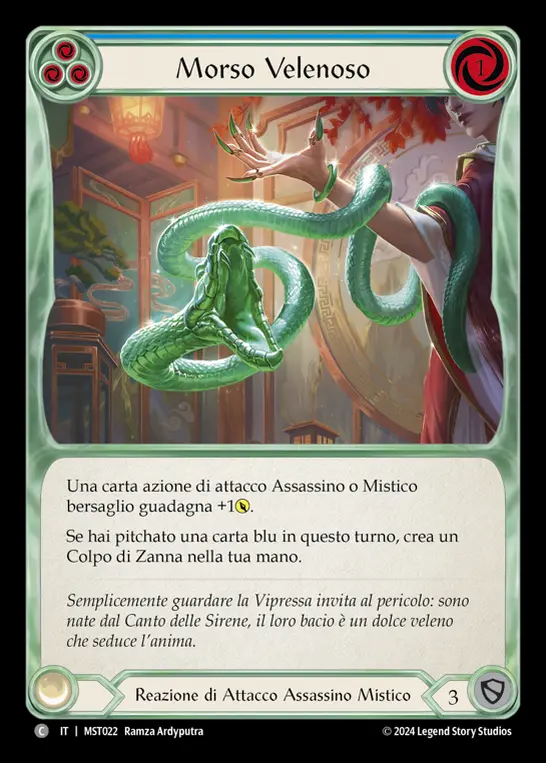 Morso Velenoso
1
Una carta azione di attacco Assassino o Mistico
bersaglio guadagna +1.
Se hai pitchato una carta blu in questo turno, crea un
Colpo di Zanna nella tua mano.
Semplicemente guardare la Vipressa invita al pericolo: sono
nate dal Canto delle Sirene, il loro bacio è un dolce veleno
che seduce l'anima.
Reazione di Attacco Assassino Mistico
3
C IT | MST022 Ramza Ardyputra
© 2024 Legend Story Studios